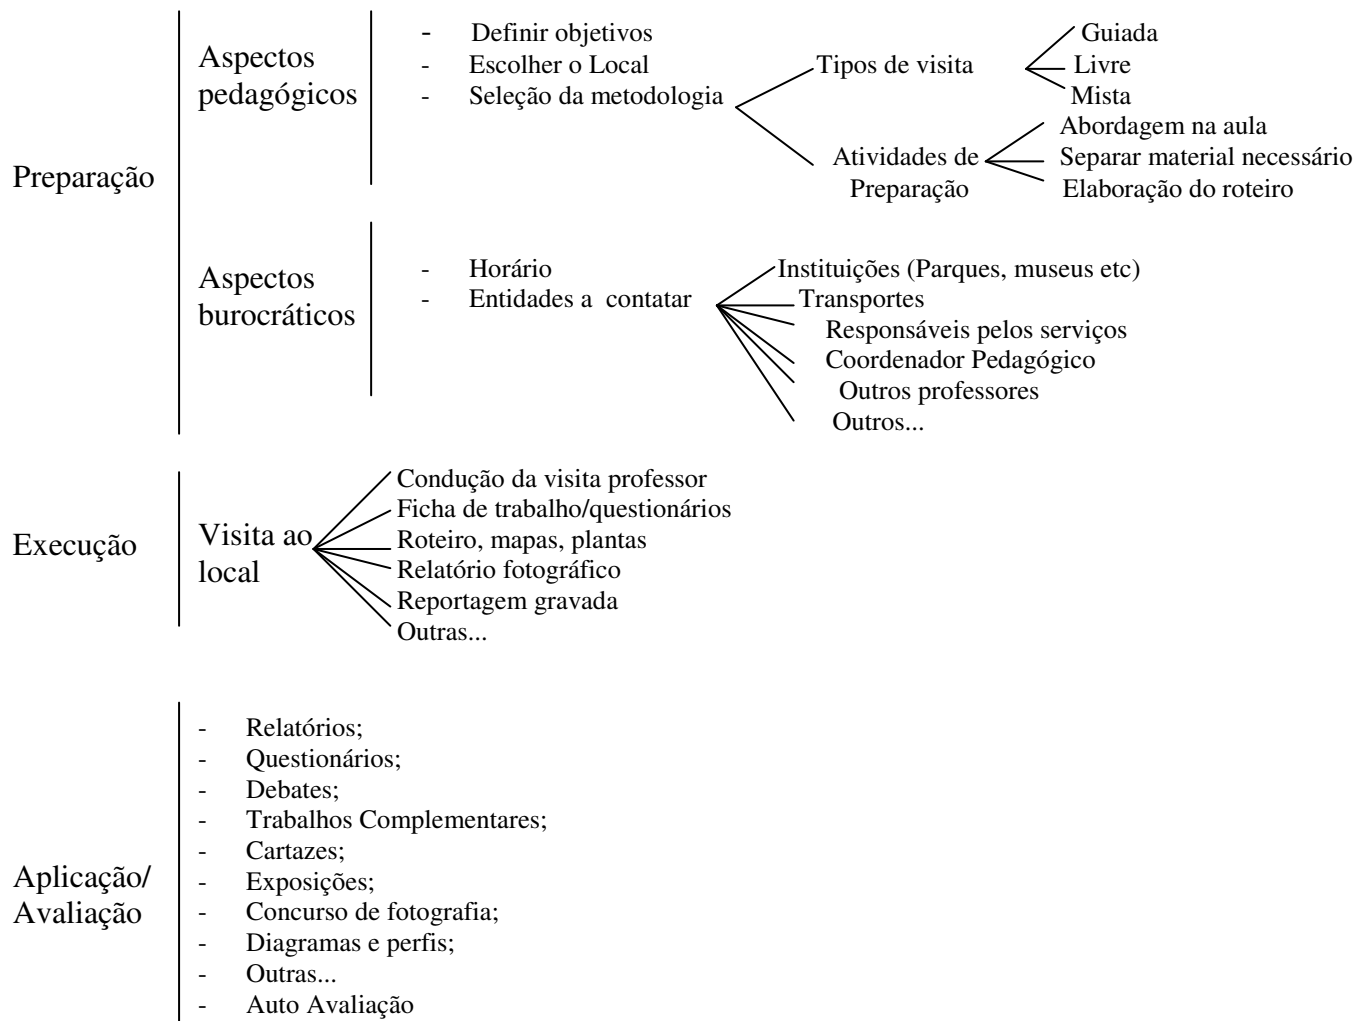 Preparação
Aspectos
pedagógicos
- Definir objetivos
- Escolher o Local
- Seleção da metodologia
Tipos de visita
Guiada
Livre
Mista
Atividades de
Preparação
Abordagem na aula
Separar material necessário
Elaboração do roteiro
Aspectos
burocráticos
- Horário
- Entidades a contatar
Instituições (Parques, museus etc)
Transportes
Responsáveis pelos serviços
Coordenador Pedagógico
Outros professores
Outros...
Execução
Visita ao
local
Condução da visita professor
Ficha de trabalho/questionários
Roteiro, mapas, plantas
Relatório fotográfico
Reportagem gravada
Outras...
Aplicação/
Avaliação
- Relatórios;
- Questionários;
- Debates;
- Trabalhos Complementares;
- Cartazes;
- Exposições;
- Concurso de fotografia;
- Diagramas e perfis;
- Outras...
- Auto Avaliação